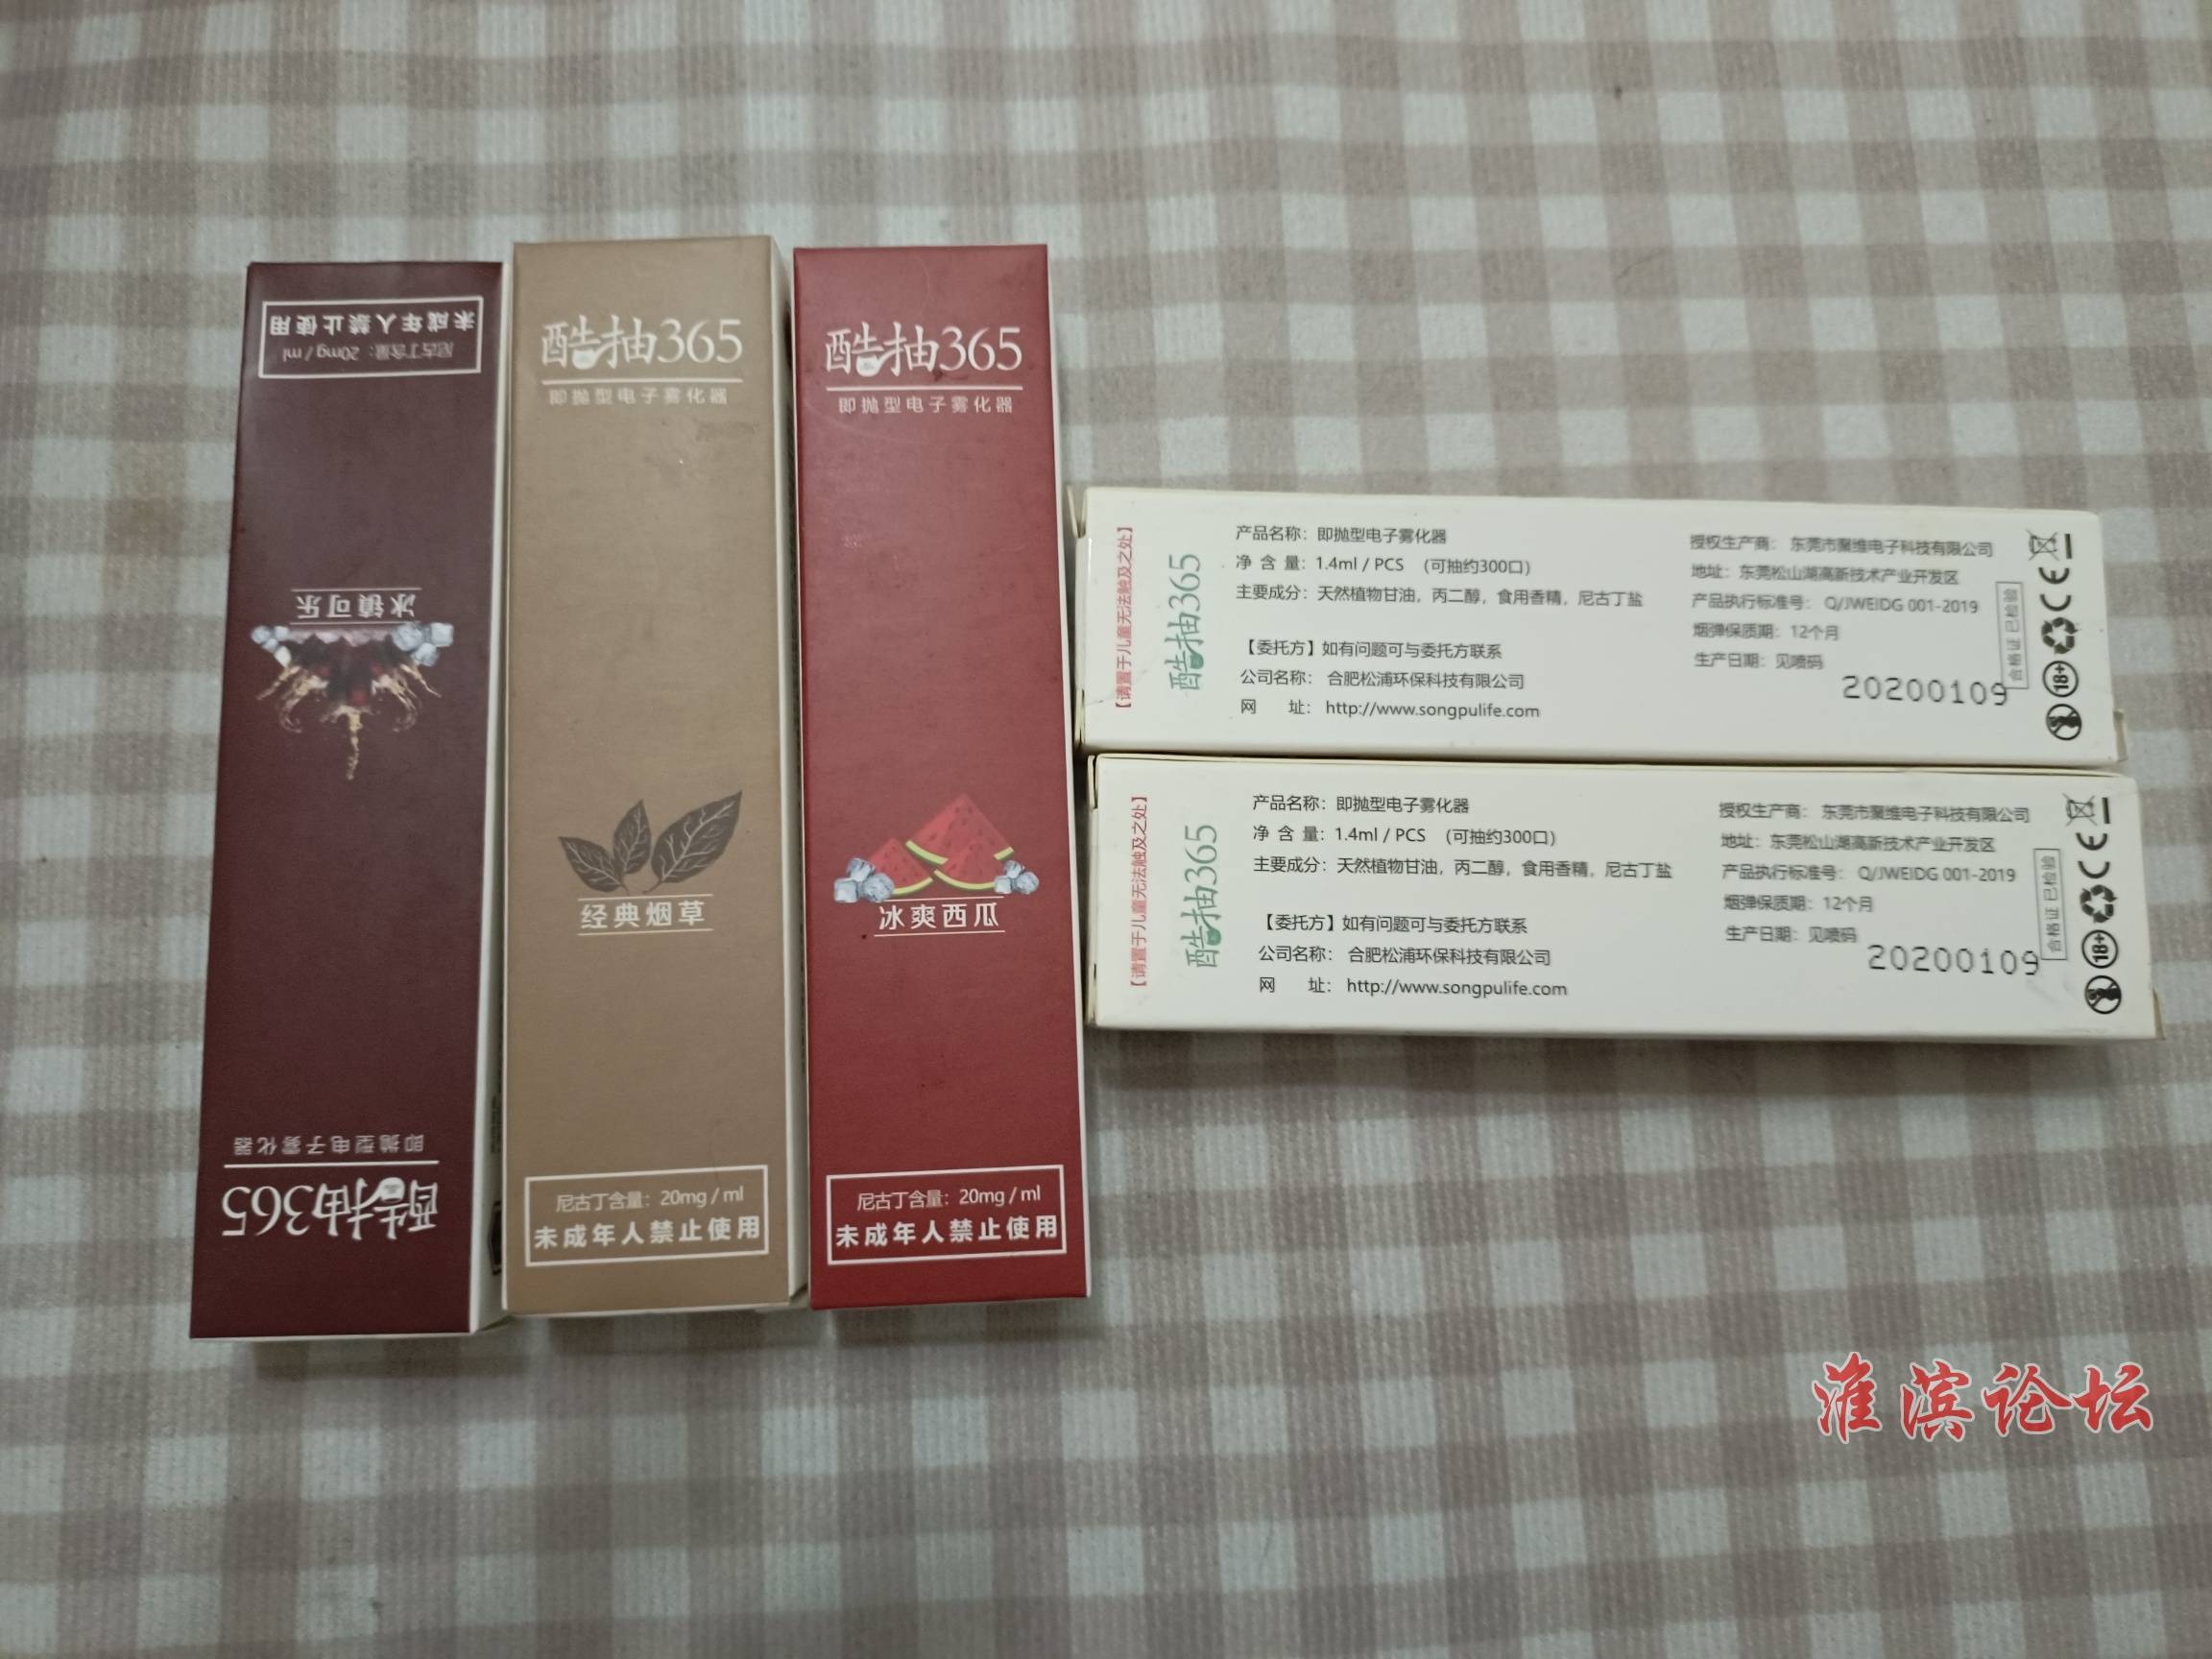 未成年人禁止使用
尼古丁含量：20mg / ml
冰镇可乐
即抛型电子雾化器
酷抽365
酷抽365
即抛型电子雾化器
经典烟草
尼古丁含量：20mg / ml
未成年人禁止使用
酷抽365
即抛型电子雾化器
冰爽西瓜
尼古丁含量：20mg / ml
未成年人禁止使用
【请置于儿童无法触及之处】
酷抽365
产品名称：即抛型电子雾化器
净 含 量：1.4ml / PCS （可抽约300口）
主要成分：天然植物甘油，丙二醇，食用香精，尼古丁盐
【委托方】如有问题可与委托方联系
公司名称： 合肥松浦环保科技有限公司
网 址： http://www.songpulife.com
授权生产商： 东莞市聚维电子科技有限公司
地址：东莞松山湖高新技术产业开发区
产品执行标准号： Q/JWEIDG 001-2019
烟弹保质期：12个月
生产日期：见喷码
20200109
合格证 已检验
CE
18+
【请置于儿童无法触及之处】
酷抽365
产品名称：即抛型电子雾化器
净 含 量：1.4ml / PCS （可抽约300口）
主要成分：天然植物甘油，丙二醇，食用香精，尼古丁盐
【委托方】如有问题可与委托方联系
公司名称： 合肥松浦环保科技有限公司
网 址： http://www.songpulife.com
授权生产商： 东莞市聚维电子科技有限公司
地址：东莞松山湖高新技术产业开发区
产品执行标准号： Q/JWEIDG 001-2019
烟弹保质期：12个月
生产日期：见喷码
20200109
合格证 已检验
CE
18+
淮滨论坛